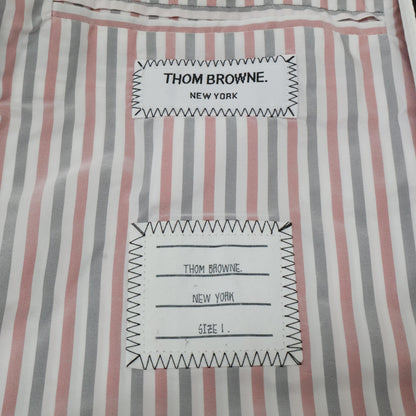 THOM BROWNE.
NEW YORK
THOM BROWNE.
NEW YORK
SIZE 1.